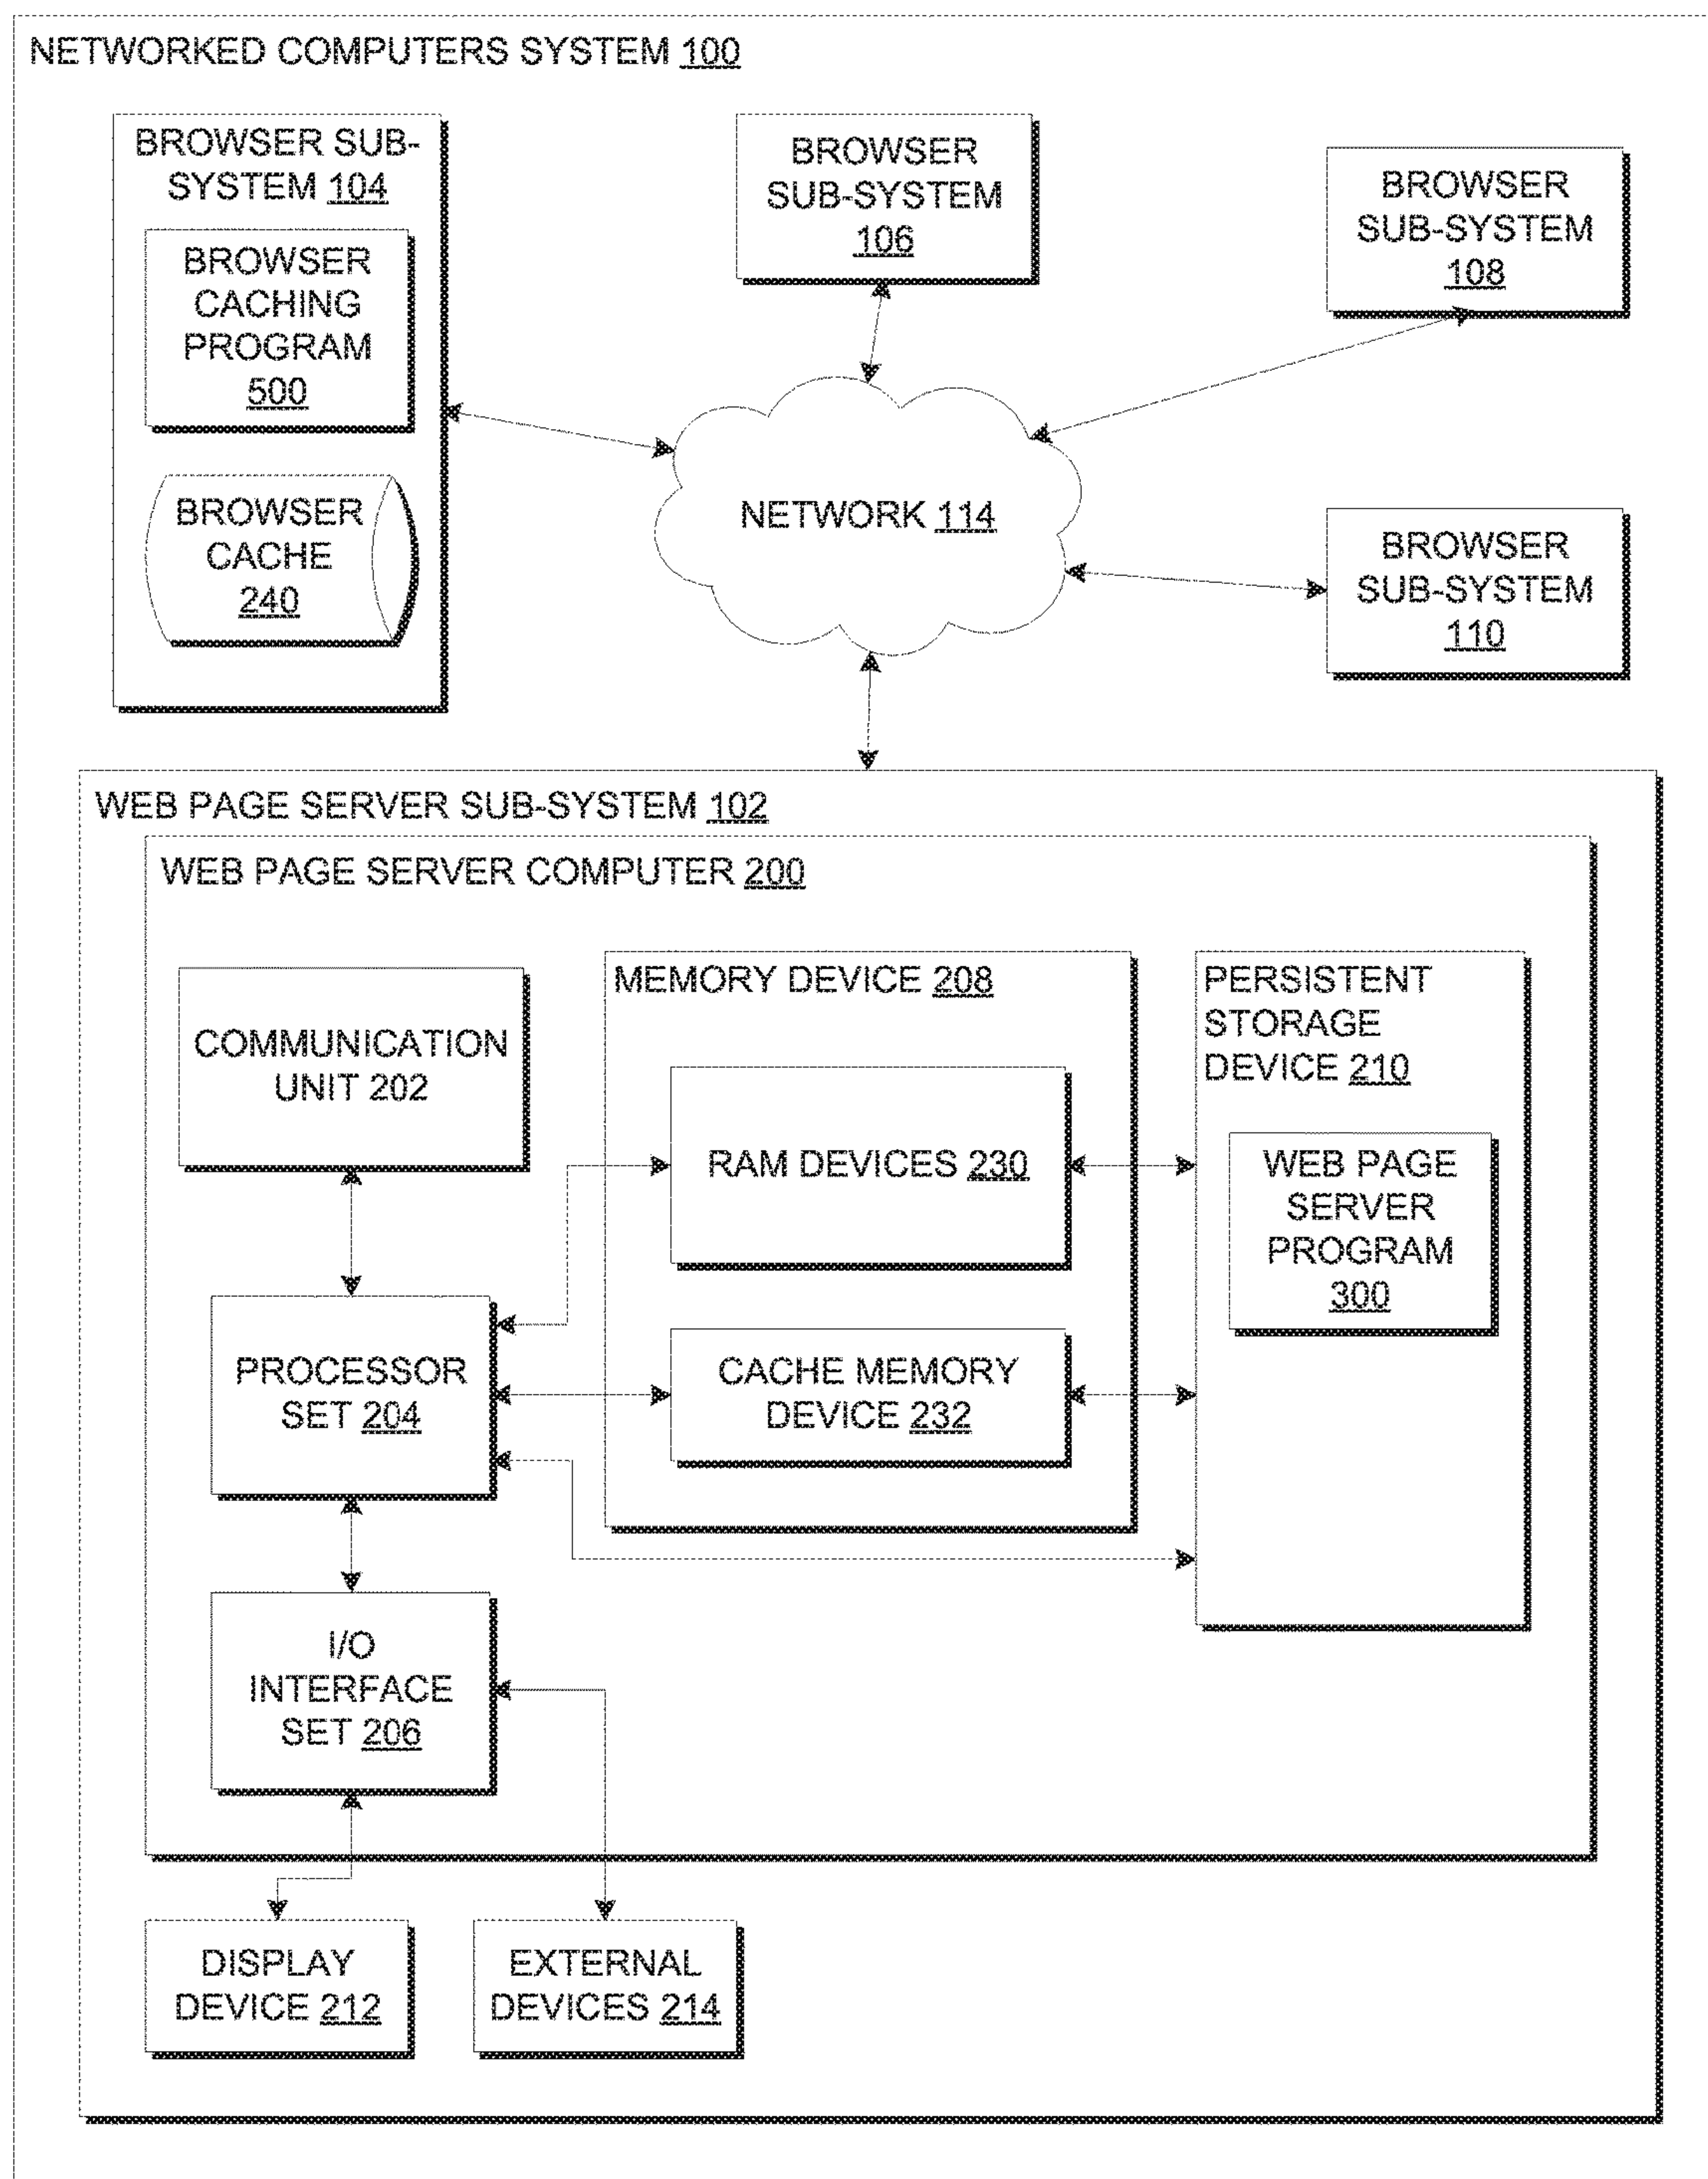 NETWORKED COMPUTERS SYSTEM 100
BROWSER SUB-
SYSTEM 104
BROWSER
CACHING
PROGRAM
500
BROWSER
CACHE
240
BROWSER
SUB-SYSTEM
106
BROWSER
SUB-SYSTEM
108
NETWORK 114
BROWSER
SUB-SYSTEM
110
WEB PAGE SERVER SUB-SYSTEM 102
WEB PAGE SERVER COMPUTER 200
COMMUNICATION
UNIT 202
MEMORY DEVICE 208
RAM DEVICES 230
PERSISTENT
STORAGE
DEVICE 210
WEB PAGE
SERVER
PROGRAM
300
PROCESSOR
SET 204
CACHE MEMORY
DEVICE 232
I/O
INTERFACE
SET 206
DISPLAY
DEVICE 212
EXTERNAL
DEVICES 214